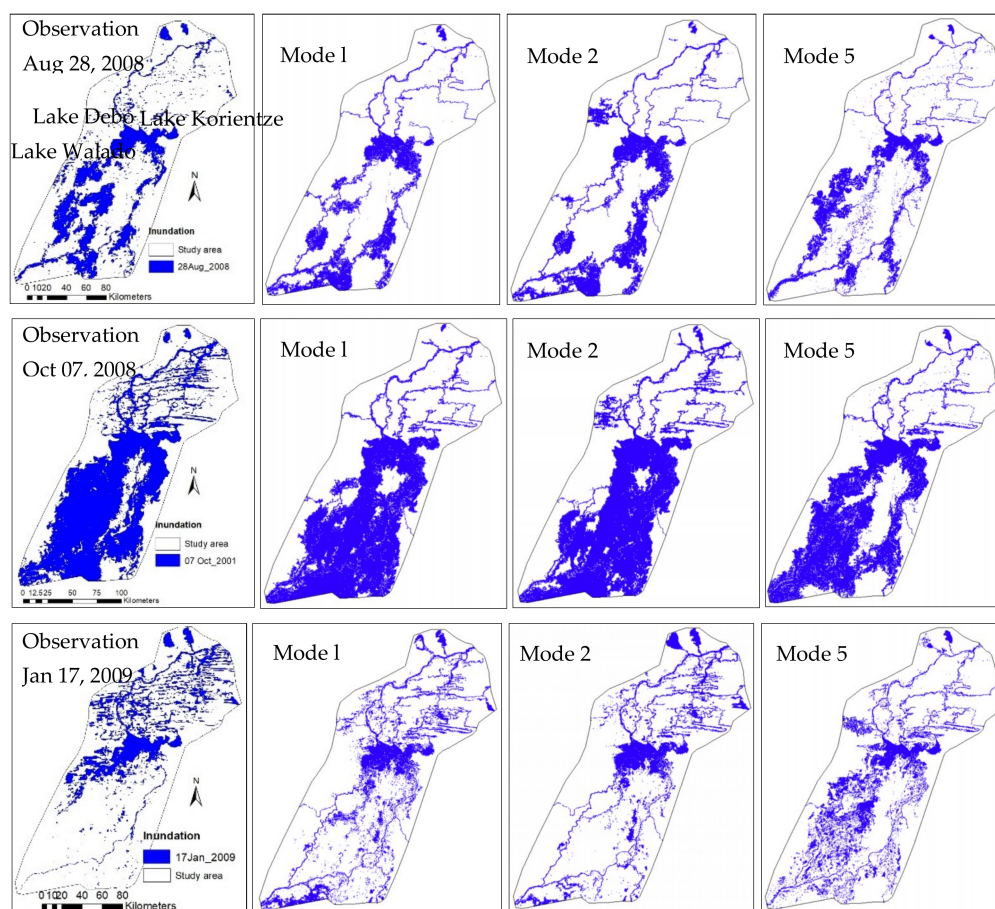 Observation
Aug 28, 2008
Lake Debo Lake Korientze
Lake Walado
N
Inundation
Study area
28Aug_2008
0 1020 40 60 80
Kilometers
Mode 1
Mode 2
Mode 5
Observation
Oct 07, 2008
N
Inundation
Study area
07 Oct_2001
0 12.525 50 75 100
Kilometers
Mode 1
Mode 2
Mode 5
Observation
Jan 17, 2009
N
Inundation
17Jan_2009
Study area
0 1020 40 60 80
Kilometers
Mode 1
Mode 2
Mode 5